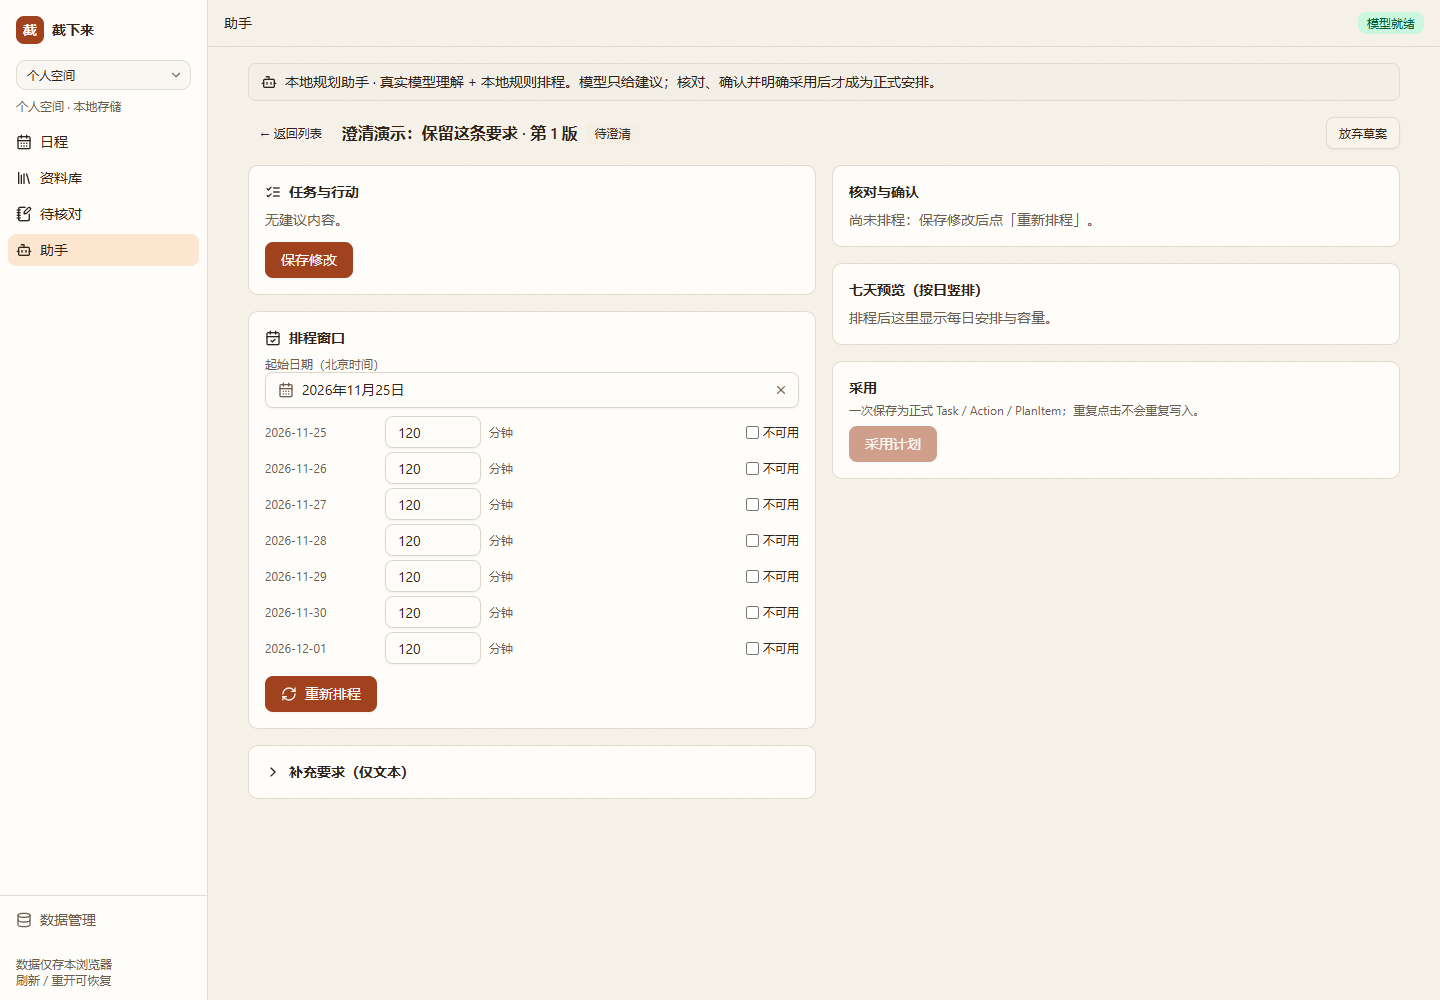 截 截下来
个人空间
个人空间 · 本地存储
日程
资料库
待核对
助手
数据管理
数据仅存本浏览器
刷新 / 重开可恢复
助手
模型就绪
本地规划助手 · 真实模型理解 + 本地规则排程。模型只给建议；核对、确认并明确采用后才成为正式安排。
← 返回列表 澄清演示：保留这条要求 · 第 1 版 待澄清
放弃草案
任务与行动
无建议内容。
保存修改
排程窗口
起始日期（北京时间）
2026年11月25日
2026-11-25 120 分钟 不可用
2026-11-26 120 分钟 不可用
2026-11-27 120 分钟 不可用
2026-11-28 120 分钟 不可用
2026-11-29 120 分钟 不可用
2026-11-30 120 分钟 不可用
2026-12-01 120 分钟 不可用
重新排程
补充要求（仅文本）
核对与确认
尚未排程：保存修改后点「重新排程」。
七天预览（按日竖排）
排程后这里显示每日安排与容量。
采用
一次保存为正式 Task / Action / PlanItem；重复点击不会重复写入。
采用计划